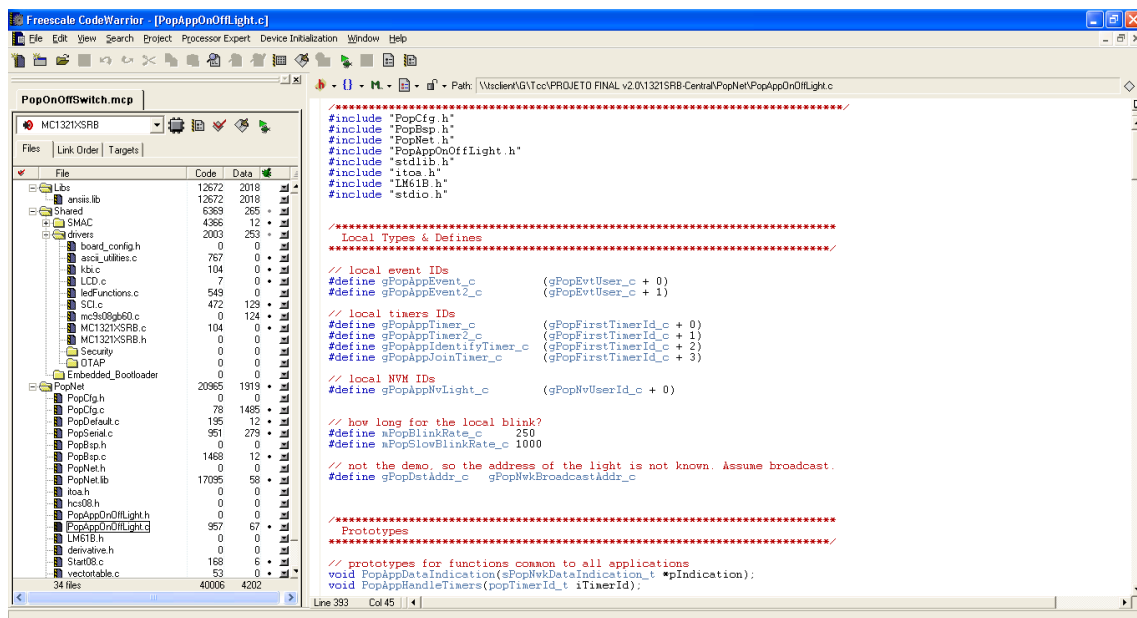 Freescale CodeWarrior - [PopAppOnOffLight.c]
File Edit View Search Project Processor Expert Device Initialization Window Help
PopOnOffSwitch.mcp
MC1321XSRB
Files Link Order Targets
File Code Data
Libs 12672 2018
ansiis.lib 12672 2018
Shared 6369 265
SMAC 4366 12
drivers 2003 253
board_config.h 0 0
ascii_utilities.c 767 0
kbi.c 104 0
LCD.c 7 0
ledFunctions.c 549 0
SCI.c 472 129
mc9s08gb60.c 0 124
MC1321XSRB.c 104 0
MC1321XSRB.h 0 0
Security 0 0
OTAP 0 0
Embedded_Bootloader 0 0
PopNet 20965 1919
PopCfg.h 0 0
PopCfg.c 78 1485
PopDefault.c 195 12
PopSerial.c 951 279
PopBsp.h 0 0
PopBsp.c 1468 12
PopNet.h 0 0
PopNet.lib 17095 58
itoa.h 0 0
hcs08.h 0 0
PopAppOnOffLight.h 0 0
PopAppOnOffLight.c 957 67
LM61B.h 0 0
derivative.h 0 0
Start08.c 168 6
vectortable.c 53 0
34 files 40006 4202
Path: \\tsclient\G\Tcc\PROJETO FINAL v2.0\1321SRB-Central\PopNet\PopAppOnOffLight.c
/***************************************************************************/
#include "PopCfg.h"
#include "PopBsp.h"
#include "PopNet.h"
#include "PopAppOnOffLight.h"
#include "stdlib.h"
#include "itoa.h"
#include "LM61B.h"
#include "stdio.h"
/***************************************************************************
Local Types & Defines
***************************************************************************/
// local event IDs
#define gPopAppEvent_c (gPopEvtUser_c + 0)
#define gPopAppEvent2_c (gPopEvtUser_c + 1)
// local timers IDs
#define gPopAppTimer_c (gPopFirstTimerId_c + 0)
#define gPopAppTimer2_c (gPopFirstTimerId_c + 1)
#define gPopAppIdentifyTimer_c (gPopFirstTimerId_c + 2)
#define gPopAppJoinTimer_c (gPopFirstTimerId_c + 3)
// local NVM IDs
#define gPopAppNvLight_c (gPopNvUserId_c + 0)
// how long for the local blink?
#define mPopBlinkRate_c 250
#define mPopSlowBlinkRate_c 1000
// not the demo, so the address of the light is not known. Assume broadcast.
#define gPopDstAddr_c gPopNwkBroadcastAddr_c
/***************************************************************************
Prototypes
***************************************************************************/
// prototypes for functions common to all applications
void PopAppDataIndication(sPopNwkDataIndication_t *pIndication);
void PopAppHandleTimers(popTimerId_t iTimerId);
Line 393 Col 45